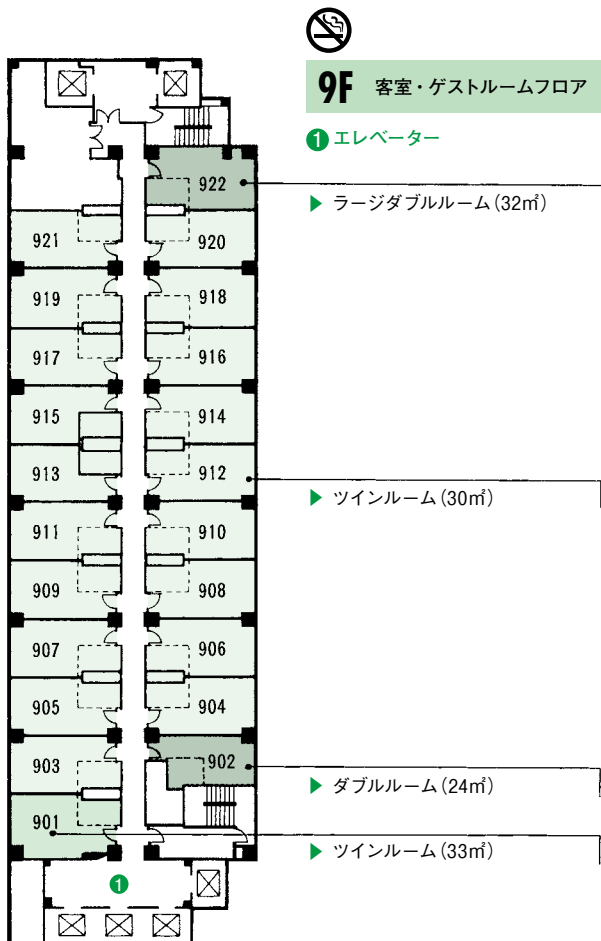 9F 客室・ゲストルームフロア
1 エレベーター
922
▶ ラージダブルルーム(32㎡)
921 920
919 918
917 916
915 914
913 912
▶ ツインルーム(30㎡)
911 910
909 908
907 906
905 904
903 902
▶ ダブルルーム(24㎡)
901
▶ ツインルーム(33㎡)
1